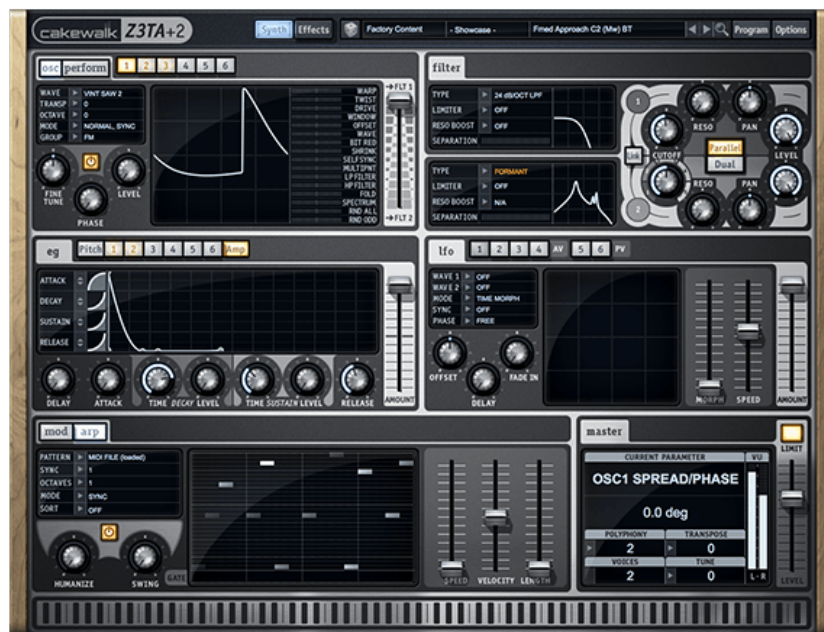 cakewalk Z3TA+2 Synth Effects Factory Content - Showcase - Fmed Approach C2 (Mw) BT Program Options
osc perform 1 2 3 4 5 6
WAVE VINT SAW 2
TRANSP 0
OCTAVE 0
MODE NORMAL, SYNC
GROUP FM
FINE TUNE
PHASE
LEVEL
WARP
TWIST
DRIVE
WINDOW
OFFSET
WAVE
BIT RED
SHRINK
SELFSYNC
MULTIPNT
LP FILTER
HP FILTER
FOLD
SPECTRUM
RND ALL
RND ODD
FLT 1
FLT 2
filter
TYPE 24 dB/OCT LPF
LIMITER OFF
RESO BOOST OFF
SEPARATION
TYPE FORMANT
LIMITER OFF
RESO BOOST N/A
SEPARATION
1
RESO PAN
Link CUTOFF Parallel LEVEL
Dual
RESO PAN
2
eg Pitch 1 2 3 4 5 6 Amp
ATTACK
DECAY
SUSTAIN
RELEASE
DELAY ATTACK TIME DECAY LEVEL TIME SUSTAIN LEVEL RELEASE AMOUNT
lfo 1 2 3 4 AV 5 6 PV
WAVE 1 OFF
WAVE 2 OFF
MODE TIME MORPH
SYNC OFF
PHASE FREE
OFFSET FADE IN
DELAY
MORPH SPEED AMOUNT
mod arp
PATTERN MIDI FILE (loaded)
SYNC 1
OCTAVES 1
MODE SYNC
SORT OFF
HUMANIZE SWING GATE
SPEED VELOCITY LENGTH
master
CURRENT PARAMETER VU
OSC1 SPREAD/PHASE
0.0 deg
POLYPHONY TRANSPOSE
2 0
VOICES TUNE
2 0
L - R
LIMIT
LEVEL